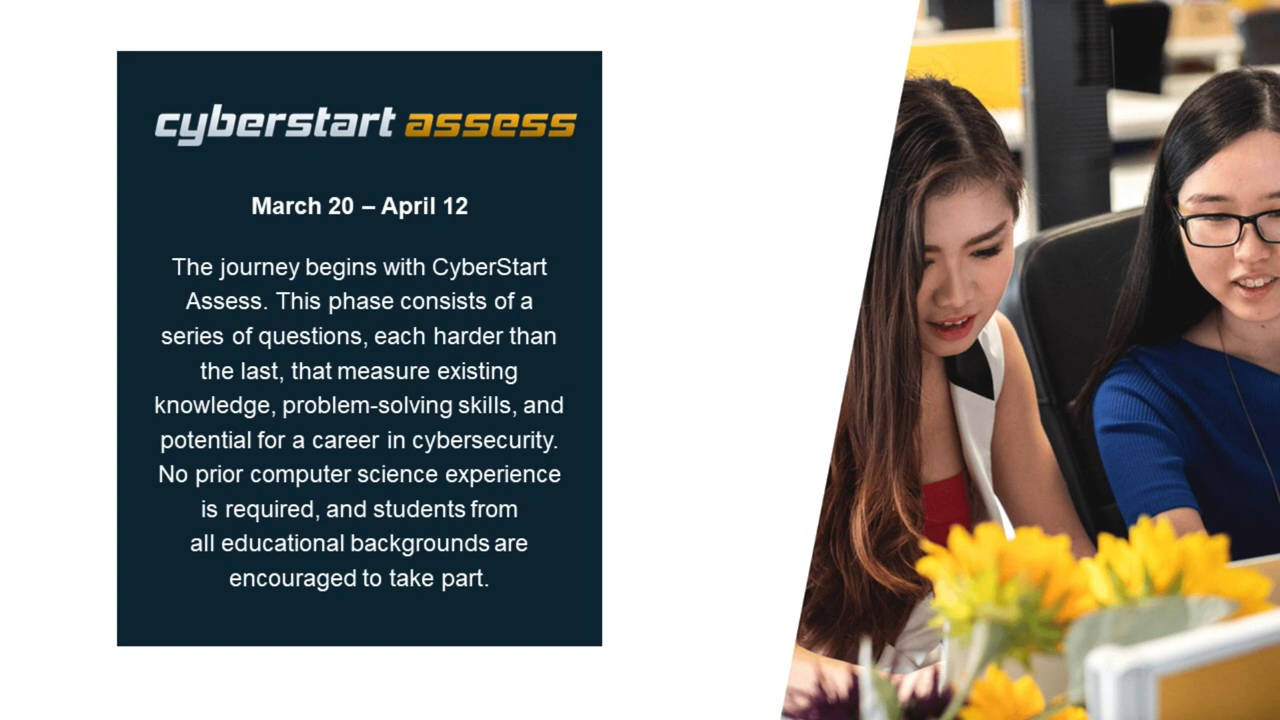 cyberstart assess
March 20 – April 12
The journey begins with CyberStart
Assess. This phase consists of a
series of questions, each harder than
the last, that measure existing
knowledge, problem-solving skills, and
potential for a career in cybersecurity.
No prior computer science experience
is required, and students from
all educational backgrounds are
encouraged to take part.